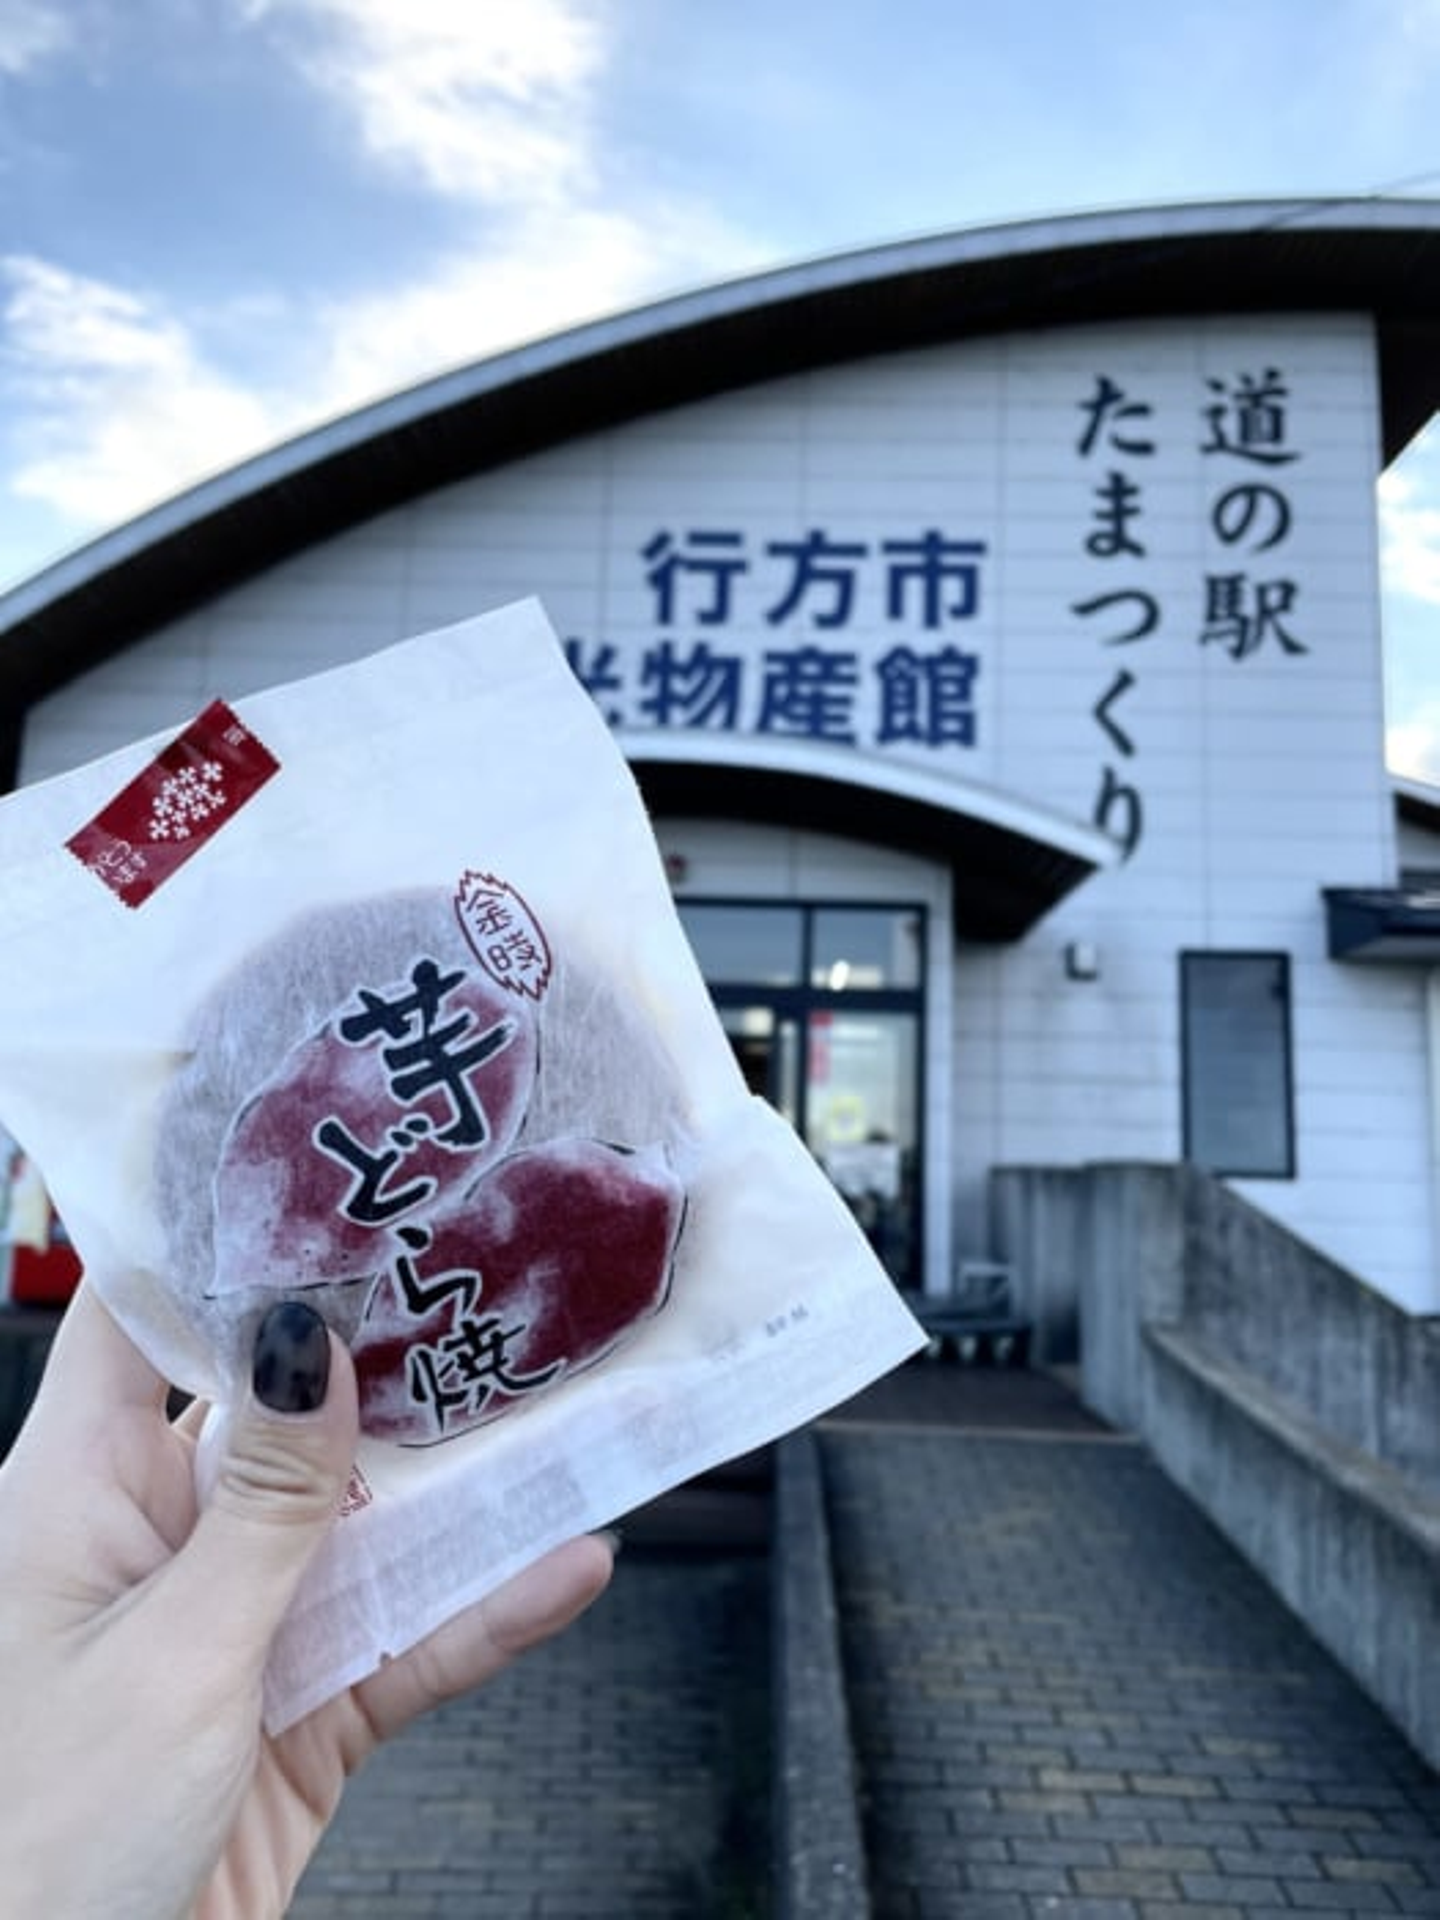 道の駅
たまつくり
行方市
光物産館
金時
芋どら焼